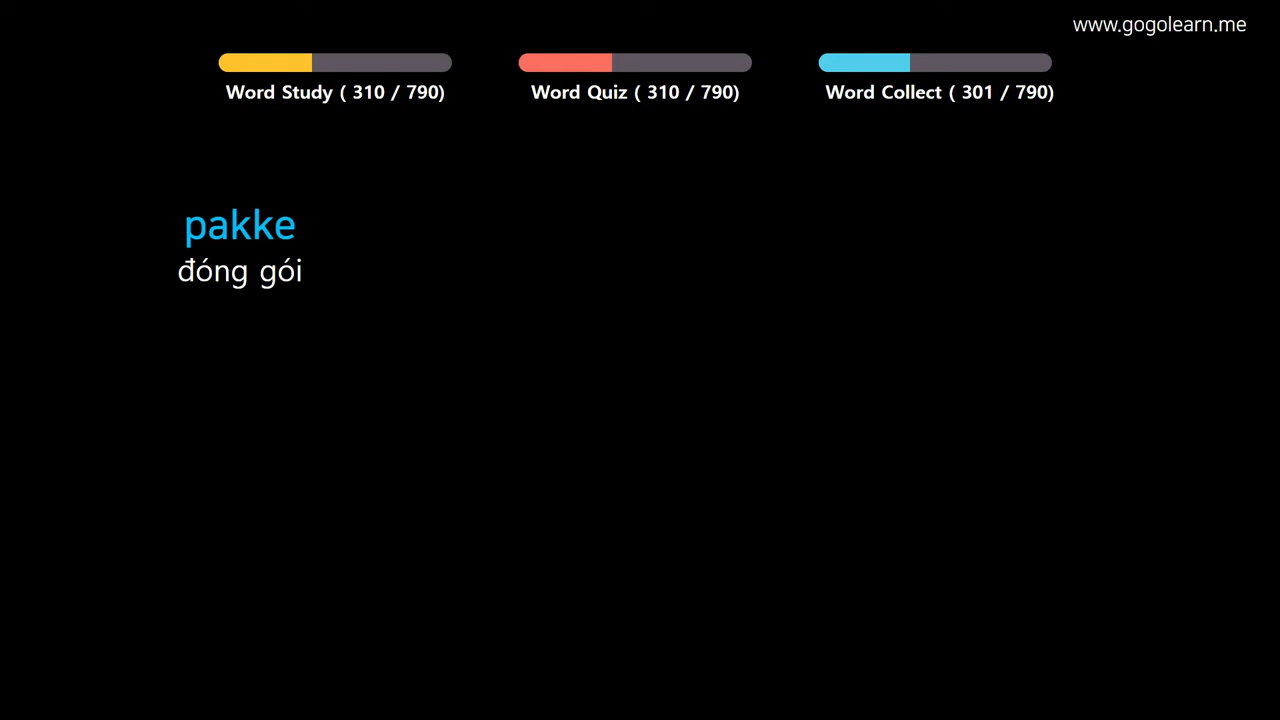 www.gogolearn.me
Word Study ( 310 / 790)
Word Quiz ( 310 / 790)
Word Collect ( 301 / 790)
pakke
đóng gói